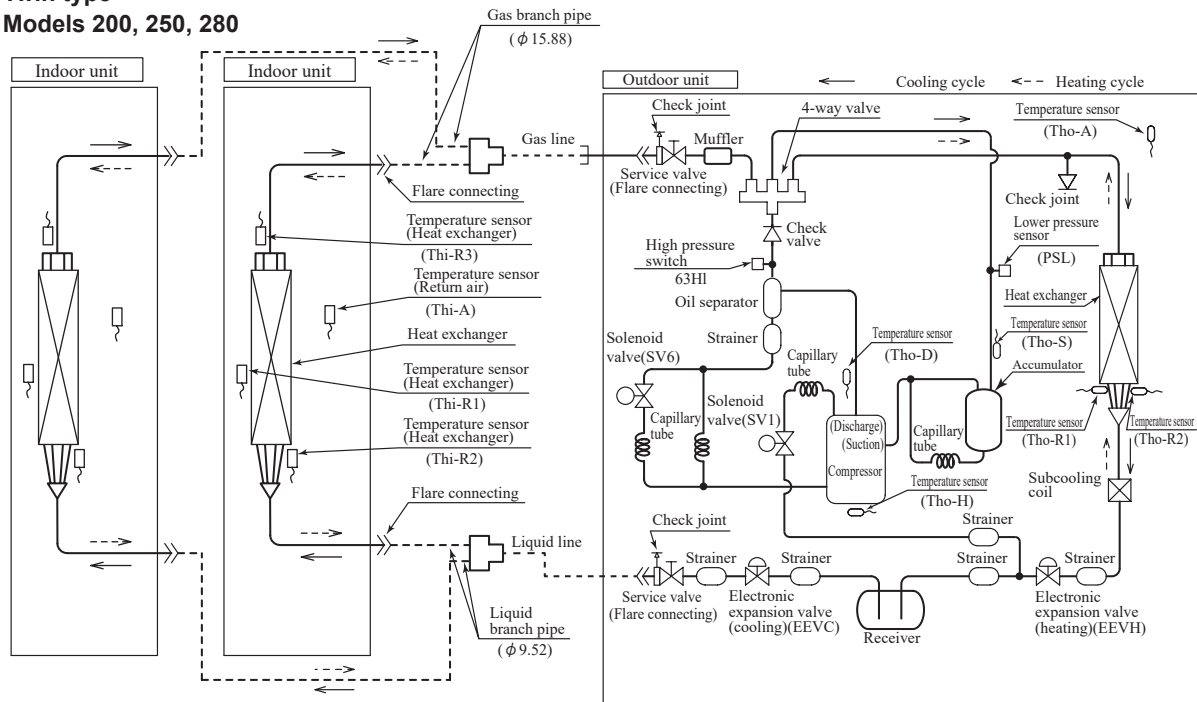 Models 200, 250, 280
Gas branch pipe
(ϕ15.88)
Indoor unit
Indoor unit
Outdoor unit
Cooling cycle
Heating cycle
Check joint
4-way valve
Temperature sensor
(Tho-A)
Gas line
Muffler
Service valve
(Flare connecting)
Check joint
Flare connecting
Check
valve
Temperature sensor
(Heat exchanger)
(Thi-R3)
High pressure
switch
63Hl
Lower pressure
sensor
(PSL)
Temperature sensor
(Return air)
(Thi-A)
Oil separator
Heat exchanger
Heat exchanger
Solenoid
valve(SV6)
Strainer
Temperature sensor
(Tho-D)
Temperature sensor
(Tho-S)
Capillary
tube
Accumulator
Temperature sensor
(Heat exchanger)
(Thi-R1)
Solenoid
valve(SV1)
Capillary
tube
(Discharge)
(Suction)
Compressor
Capillary
tube
Temperature sensor
(Tho-R1)
Temperature sensor
(Tho-R2)
Temperature sensor
(Heat exchanger)
(Thi-R2)
Temperature sensor
(Tho-H)
Subcooling
coil
Flare connecting
Check joint
Strainer
Liquid line
Strainer
Strainer
Strainer
Strainer
Service valve
(Flare connecting)
Electronic
expansion valve
(cooling)(EEVC)
Receiver
Electronic
expansion valve
(heating)(EEVH)
Liquid
branch pipe
(ϕ9.52)